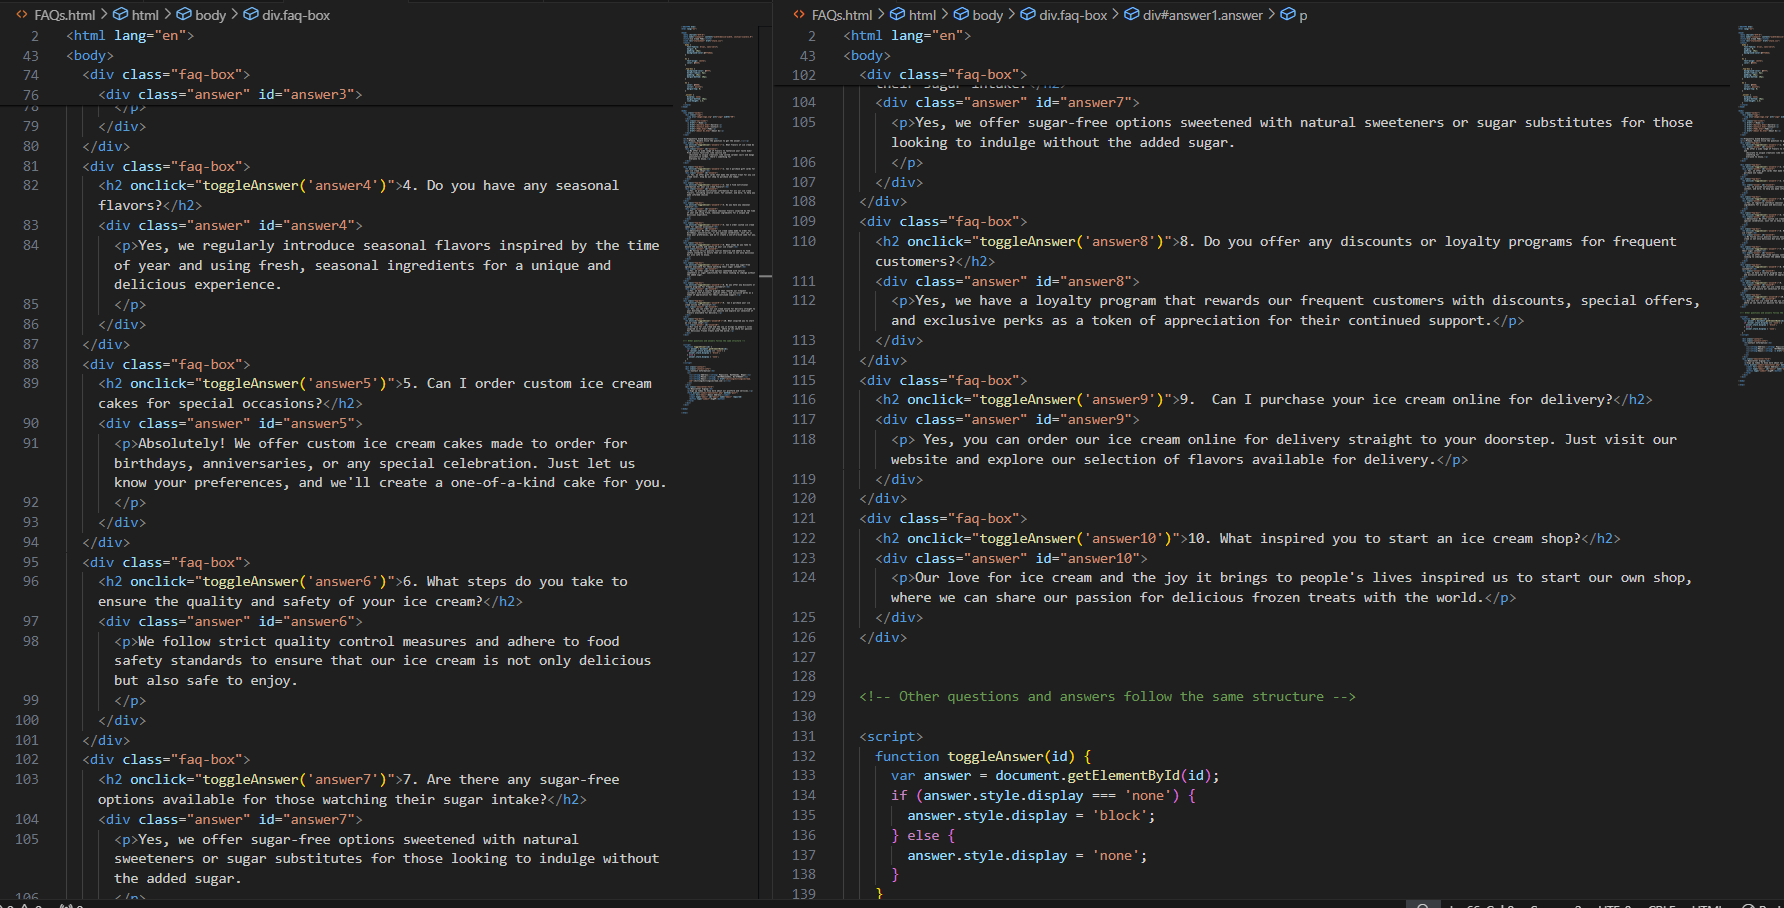 FAQs.html > html > body > div.faq-box
2 <html lang="en">
43 <body>
74 <div class="faq-box">
76 <div class="answer" id="answer3">
78 </p>
79 </div>
80 </div>
81 <div class="faq-box">
82 <h2 onclick="toggleAnswer('answer4')">4. Do you have any seasonal
flavors?</h2>
83 <div class="answer" id="answer4">
84 <p>Yes, we regularly introduce seasonal flavors inspired by the time
of year and using fresh, seasonal ingredients for a unique and
delicious experience.
85 </p>
86 </div>
87 </div>
88 <div class="faq-box">
89 <h2 onclick="toggleAnswer('answer5')">5. Can I order custom ice cream
cakes for special occasions?</h2>
90 <div class="answer" id="answer5">
91 <p>Absolutely! We offer custom ice cream cakes made to order for
birthdays, anniversaries, or any special celebration. Just let us
know your preferences, and we'll create a one-of-a-kind cake for you.
92 </p>
93 </div>
94 </div>
95 <div class="faq-box">
96 <h2 onclick="toggleAnswer('answer6')">6. What steps do you take to
ensure the quality and safety of your ice cream?</h2>
97 <div class="answer" id="answer6">
98 <p>We follow strict quality control measures and adhere to food
safety standards to ensure that our ice cream is not only delicious
but also safe to enjoy.
99 </p>
100 </div>
101 </div>
102 <div class="faq-box">
103 <h2 onclick="toggleAnswer('answer7')">7. Are there any sugar-free
options available for those watching their sugar intake?</h2>
104 <div class="answer" id="answer7">
105 <p>Yes, we offer sugar-free options sweetened with natural
sweeteners or sugar substitutes for those looking to indulge without
the added sugar.
106 </p>
FAQs.html > html > body > div.faq-box > div#answer1.answer > p
2 <html lang="en">
43 <body>
102 <div class="faq-box">
their sugar intake?</h2>
104 <div class="answer" id="answer7">
105 <p>Yes, we offer sugar-free options sweetened with natural sweeteners or sugar substitutes for those
looking to indulge without the added sugar.
106 </p>
107 </div>
108 </div>
109 <div class="faq-box">
110 <h2 onclick="toggleAnswer('answer8')">8. Do you offer any discounts or loyalty programs for frequent
customers?</h2>
111 <div class="answer" id="answer8">
112 <p>Yes, we have a loyalty program that rewards our frequent customers with discounts, special offers,
and exclusive perks as a token of appreciation for their continued support.</p>
113 </div>
114 </div>
115 <div class="faq-box">
116 <h2 onclick="toggleAnswer('answer9')">9.  Can I purchase your ice cream online for delivery?</h2>
117 <div class="answer" id="answer9">
118 <p> Yes, you can order our ice cream online for delivery straight to your doorstep. Just visit our
website and explore our selection of flavors available for delivery.</p>
119 </div>
120 </div>
121 <div class="faq-box">
122 <h2 onclick="toggleAnswer('answer10')">10. What inspired you to start an ice cream shop?</h2>
123 <div class="answer" id="answer10">
124 <p>Our love for ice cream and the joy it brings to people's lives inspired us to start our own shop,
where we can share our passion for delicious frozen treats with the world.</p>
125 </div>
126 </div>
127
128
129 <!-- Other questions and answers follow the same structure -->
130
131 <script>
132 function toggleAnswer(id) {
133 var answer = document.getElementById(id);
134 if (answer.style.display === 'none') {
135 answer.style.display = 'block';
136 } else {
137 answer.style.display = 'none';
138 }
139 }